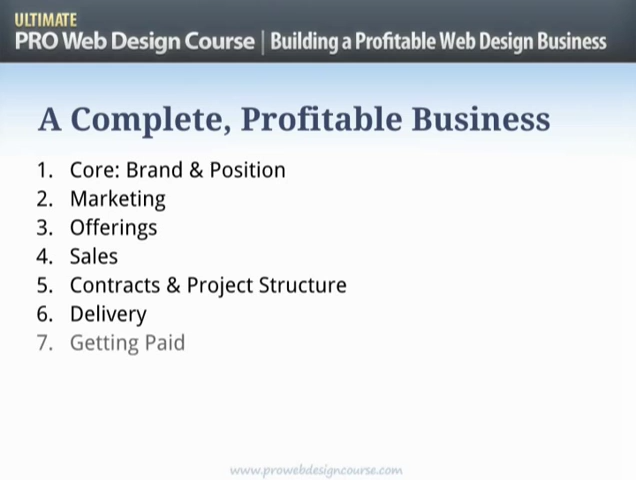 ULTIMATE
PRO Web Design Course | Building a Profitable Web Design Business
A Complete, Profitable Business
1. Core: Brand & Position
2. Marketing
3. Offerings
4. Sales
5. Contracts & Project Structure
6. Delivery
7. Getting Paid
www.prowebdesigncourse.com